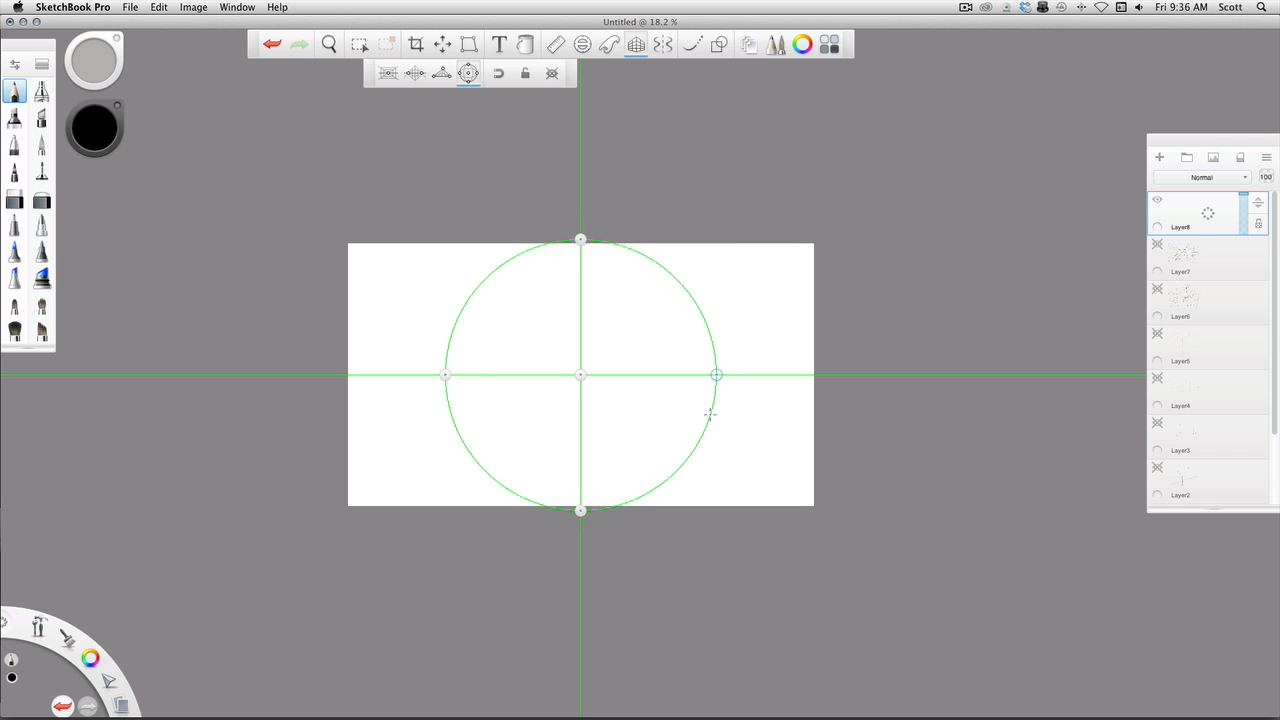 SketchBook Pro File Edit Image Window Help Fri 9:36 AM Scott
Untitled @ 18.2 %
T
Normal 100
Layer8
Layer7
Layer6
Layer5
Layer4
Layer3
Layer2